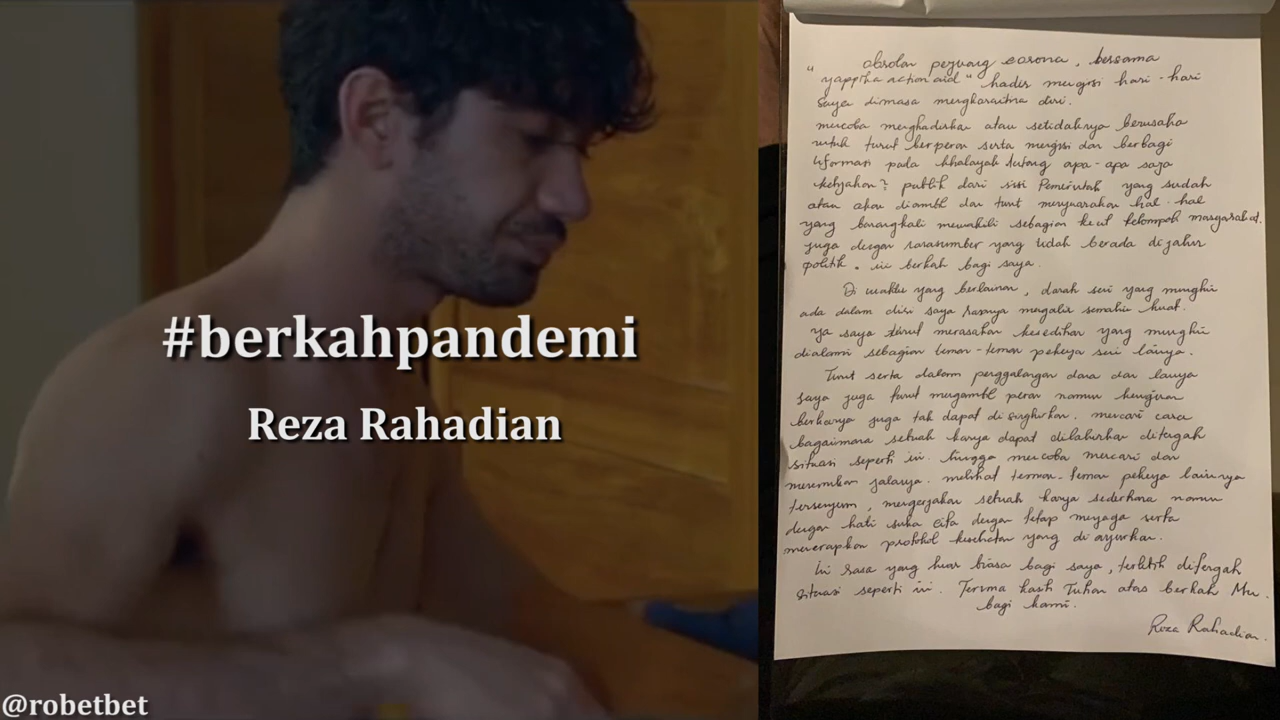 #berkahpandemi
Reza Rahadian
@robetbet
" obrolan pejuang corona, bersama
yappika action aid " hadir mengisi hari-hari
saya dimasa mengkarantina diri.
mencoba menghadirkan atau setidaknya berusaha
untuk turut berperan serta mengisi dan berbagi
informasi pada khalayak tentang apa-apa saja
kebijakan² publik dari sisi Pemerintah yang sudah
atau akan diambil dan turut menyuarakan hal-hal
yang barangkali mewakili sebagian kecil kelompok masyarakat.
juga dengan narasumber yang tidak berada dijalur
politik. ini berkah bagi saya.
Di waktu yang berlainan, darah seni yang mungkin
ada dalam diri saya rasanya mengalir semakin kuat.
Ya saya turut merasakan kesedihan yang mungkin
dialami sebagian teman-teman pekerja seni lainya.
Turut serta dalam penggalangan dana dan lainya
saya juga turut mengambil peran namun keinginan
berkarya juga tak dapat di singkirkan. mencari cara
bagaimana sebuah karya dapat dilahirkan ditengah
situasi seperti ini. hingga mencoba mencari dan
menemukan jalanya. melihat teman-teman pekerja lainnya
tersenyum, mengerjakan sebuah karya sederhana namun
dengan hati suka cita dengan tetap menjaga serta
menerapkan protokol kesehatan yang di anjurkan.
Ini rasa yang luar biasa bagi saya, terlebih ditengah
situasi seperti ini. Terima kasih Tuhan atas berkah Mu
bagi kami.
Reza Rahadian.